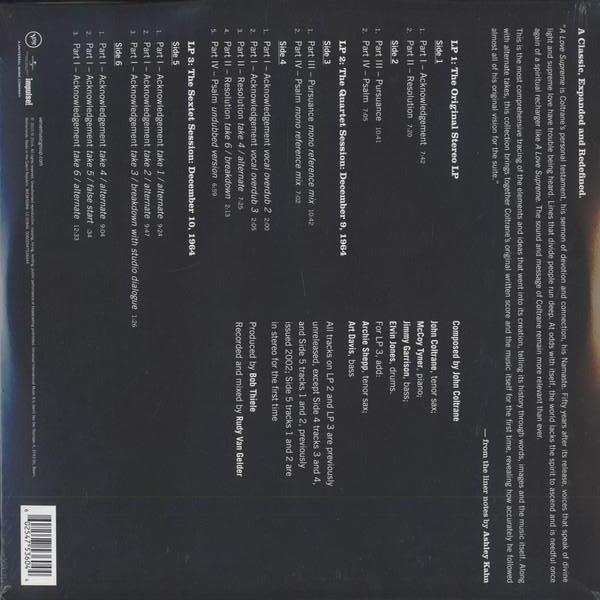 A Classic, Expanded and Redefined.
"A Love Supreme is Coltrane's personal testament, his sermon of devotion and connection, his Namaste. Fifty years after its release, voices that speak of divine
light and supreme love have trouble being heard. Lines that divide people run deep. At odds with itself, the world lacks the spirit to ascend and is needful once
again of a spiritual recharger like A Love Supreme. The sound and message of Coltrane remain more relevant than ever.
This is the most comprehensive tracing of the elements and ideas that went into its creation, telling its history through words, images and the music itself. Along
with alternate takes, this collection brings together Coltrane's original written score and the music itself for the first time, revealing how accurately he followed
almost all of his original vision for the suite."
— from the liner notes by Ashley Kahn
LP 1: The Original Stereo LP
Side 1
1. Part I – Acknowledgement 7:42
2. Part II – Resolution 7:20
Side 2
1. Part III – Pursuance 10:41
2. Part IV – Psalm 7:05
LP 2: The Quartet Session: December 9, 1964
Side 3
1. Part III – Pursuance mono reference mix 10:42
2. Part IV – Psalm mono reference mix 7:02
Side 4
1. Part I – Acknowledgement vocal overdub 2 2:00
2. Part I – Acknowledgement vocal overdub 3 2:05
3. Part II – Resolution take 4 / alternate 7:25
4. Part II – Resolution take 6 / breakdown 2:13
5. Part IV – Psalm undubbed version 6:59
LP 3: The Sextet Session: December 10, 1964
Side 5
1. Part I – Acknowledgement take 1 / alternate 9:24
2. Part I – Acknowledgement take 2 / alternate 9:47
3. Part I – Acknowledgement take 3 / breakdown with studio dialogue 1:26
Side 6
1. Part I – Acknowledgement take 4 / alternate 9:04
2. Part I – Acknowledgement take 5 / false start :34
3. Part I – Acknowledgement take 6 / alternate 12:33
Composed by John Coltrane
John Coltrane, tenor sax;
McCoy Tyner, piano;
Jimmy Garrison, bass;
Elvin Jones, drums.
For LP 3, add:
Archie Shepp, tenor sax;
Art Davis, bass
All tracks on LP 2 and LP 3 are previously
unreleased, except Side 4 tracks 3 and 4,
and Side 5 tracks 1 and 2, previously
issued 2002; Side 5 tracks 1 and 2 are
in stereo for the first time
Produced by Bob Thiele
Recorded and mixed by Rudy Van Gelder
impulse!
vervemusicgroup.com
6 02547 53604 4